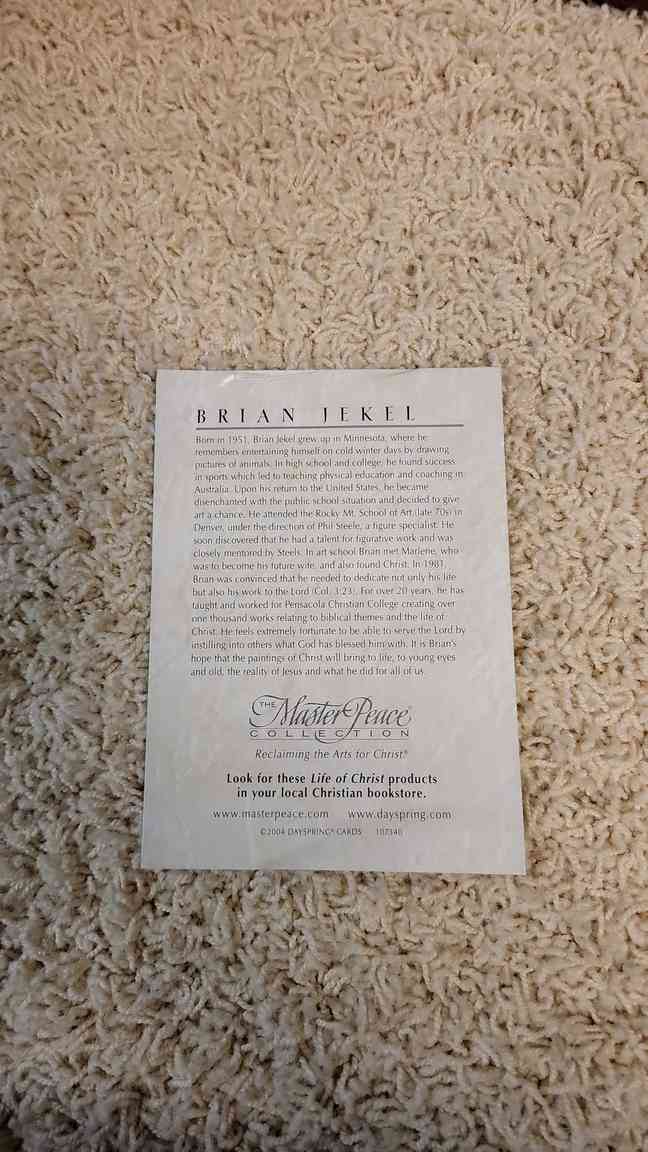 BRIAN JEKEL
Born in 1951, Brian Jekel grew up in Minnesota, where he
remembers entertaining himself on cold winter days by drawing
pictures of animals. In high school and college, he found success
in sports which led to teaching physical education and coaching in
Australia. Upon his return to the United States, he became
disenchanted with the public school situation and decided to give
art a chance. He attended the Rocky Mt. School of Art (late 70s) in
Denver, under the direction of Phil Steele, a figure specialist. He
soon discovered that he had a talent for figurative work and was
closely mentored by Steels. In art school Brian met Marlene, who
was to become his future wife, and also found Christ. In 1981,
Brian was convinced that he needed to dedicate not only his life
but also his work to the Lord (Col. 3:23). For over 20 years, he has
taught and worked for Pensacola Christian College creating over
one thousand works relating to biblical themes and the life of
Christ. He feels extremely fortunate to be able to serve the Lord by
instilling into others what God has blessed him with. It is Brian's
hope that the paintings of Christ will bring to life, to young eyes
and old, the reality of Jesus and what he did for all of us.
THE MasterPeace
COLLECTION
Reclaiming the Arts for Christ®
Look for these Life of Christ products
in your local Christian bookstore.
www.masterpeace.com www.dayspring.com
©2004 DAYSPRING® CARDS 107340